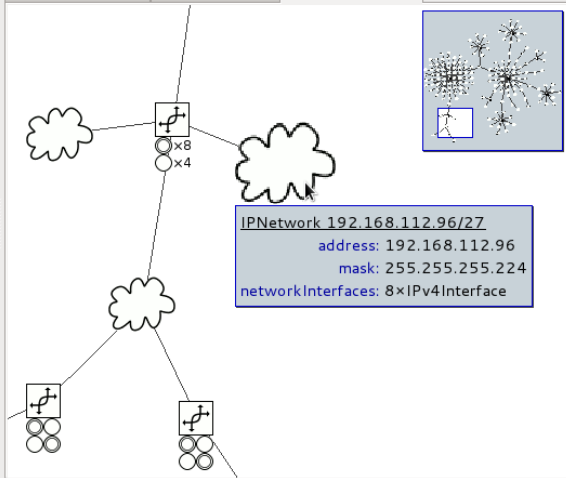 ×8
×4
IPNetwork 192.168.112.96/27
address: 192.168.112.96
mask: 255.255.255.224
networkInterfaces: 8×IPv4Interface